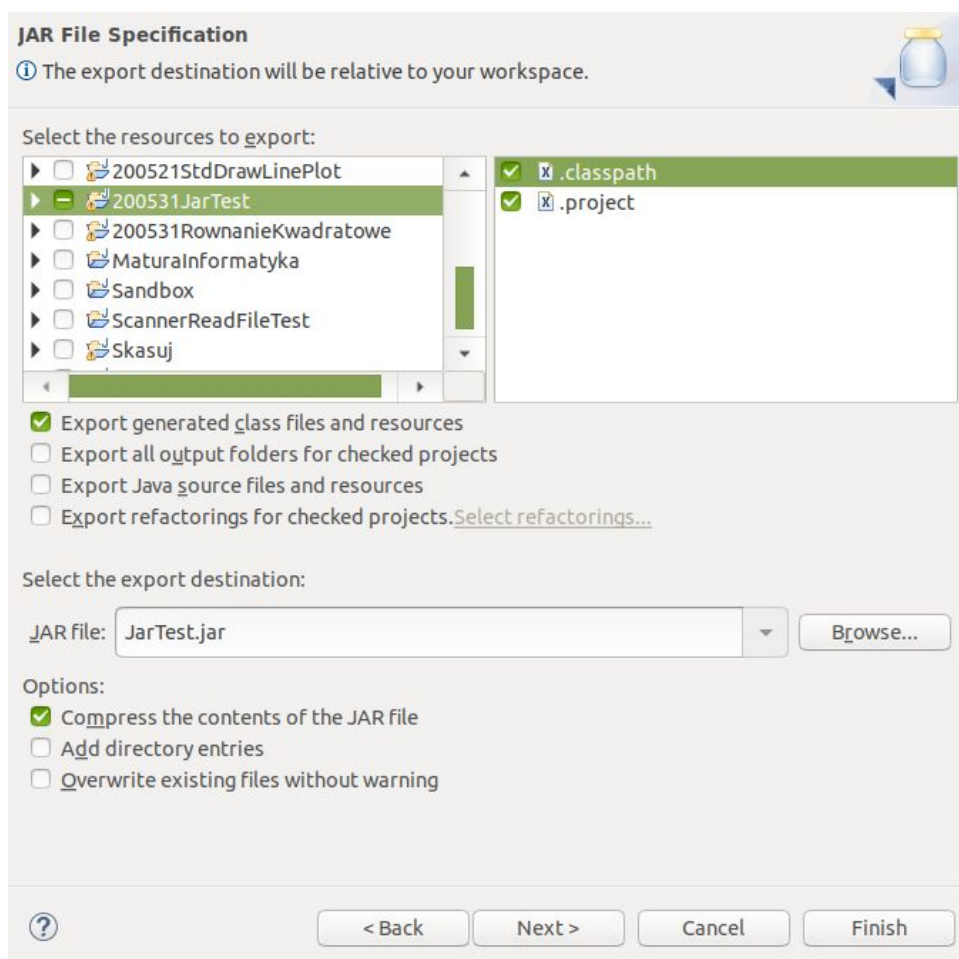 JAR File Specification
The export destination will be relative to your workspace.
Select the resources to export:
200521StdDrawLinePlot
200531JarTest
200531RownanieKwadratowe
MaturaInformatyka
Sandbox
ScannerReadFileTest
Skasuj
.classpath
.project
Export generated class files and resources
Export all output folders for checked projects
Export Java source files and resources
Export refactorings for checked projects. Select refactorings...
Select the export destination:
JAR file: JarTest.jar Browse...
Options:
Compress the contents of the JAR file
Add directory entries
Overwrite existing files without warning
? < Back Next > Cancel Finish